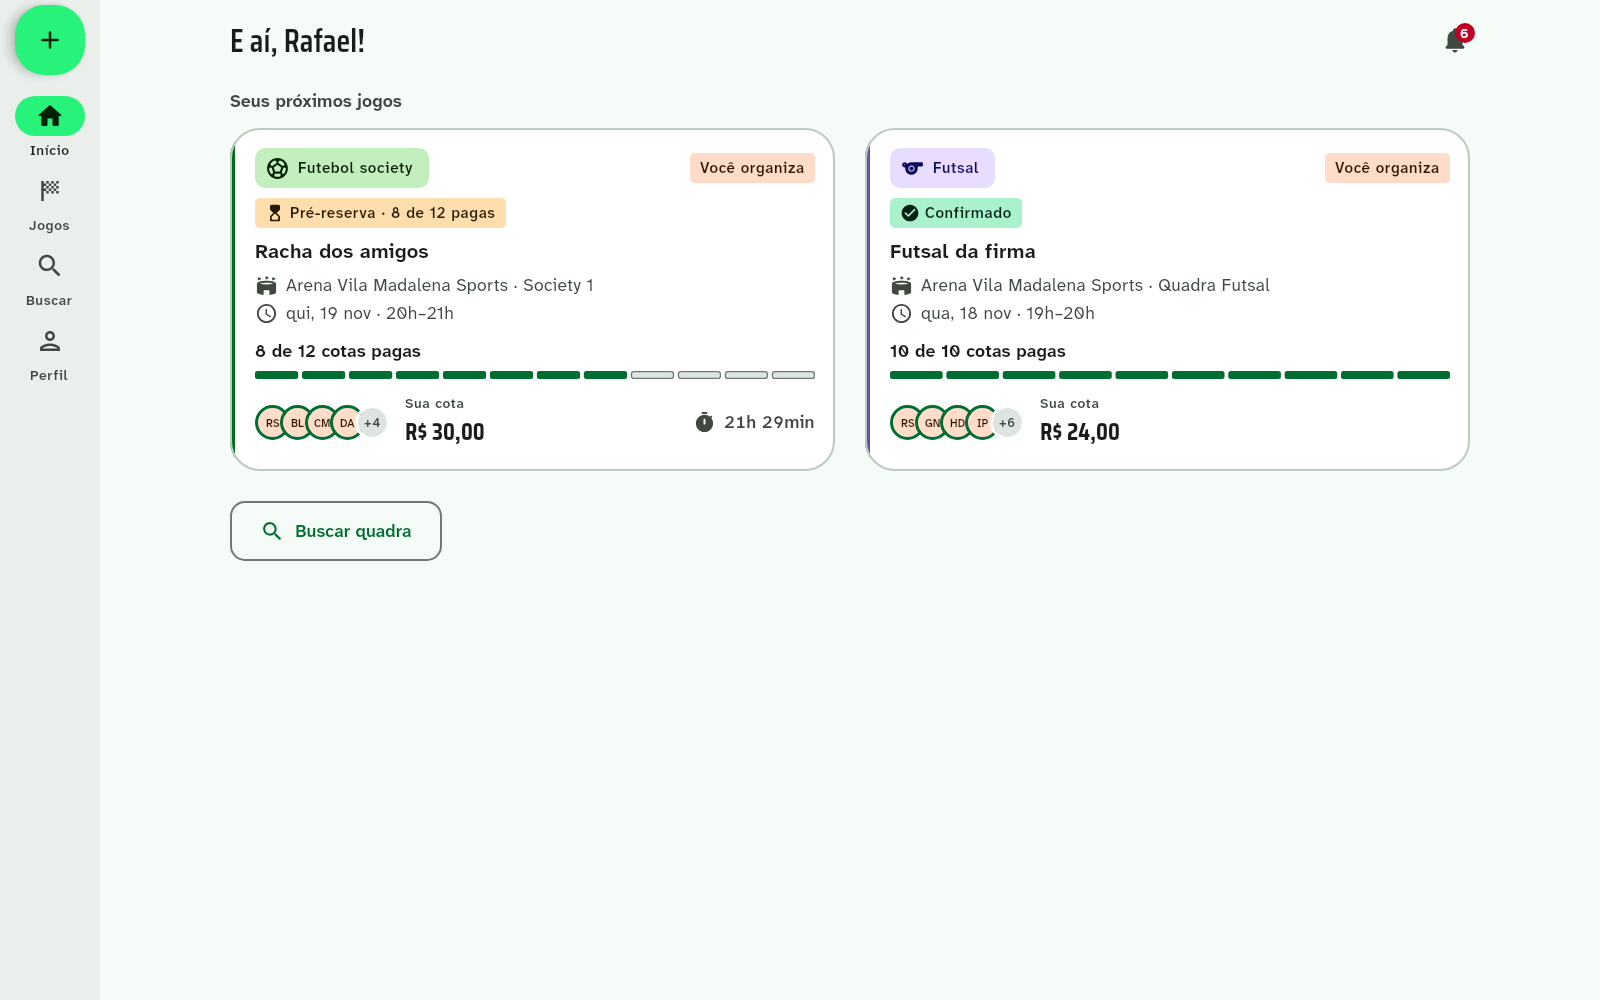 E aí, Rafael!
6
Início
Jogos
Buscar
Perfil
Seus próximos jogos
Futebol society
Você organiza
Pré-reserva · 8 de 12 pagas
Racha dos amigos
Arena Vila Madalena Sports · Society 1
qui, 19 nov · 20h–21h
8 de 12 cotas pagas
RS BL CM DA +4
Sua cota
R$ 30,00
21h 29min
Futsal
Você organiza
Confirmado
Futsal da firma
Arena Vila Madalena Sports · Quadra Futsal
qua, 18 nov · 19h–20h
10 de 10 cotas pagas
RS GN HD IP +6
Sua cota
R$ 24,00
Buscar quadra